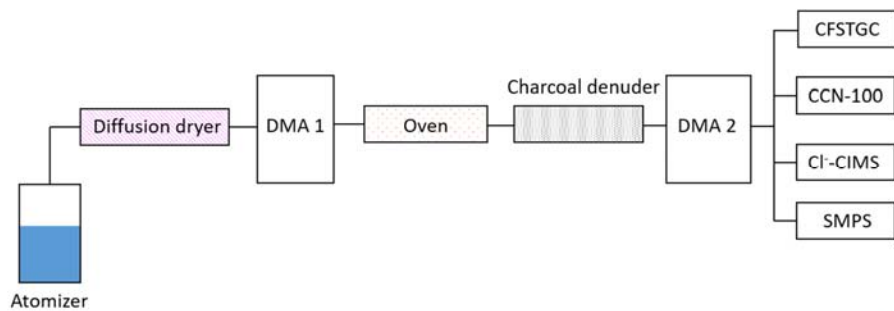 Atomizer
Diffusion dryer
DMA 1
Oven
Charcoal denuder
DMA 2
CFSTGC
CCN-100
Cl⁻-CIMS
SMPS